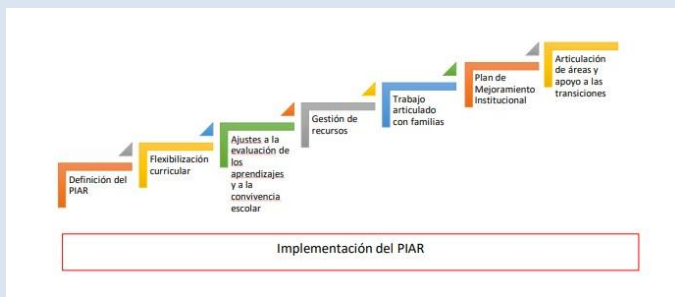 Definición del
PIAR
Flexibilización
curricular
Ajustes a la
evaluación de
los
aprendizajes
y a la
convivencia
escolar
Gestión de
recursos
Trabajo
articulado
con familias
Plan de
Mejoramiento
Institucional
Articulación
de áreas y
apoyo a las
transiciones
Implementación del PIAR